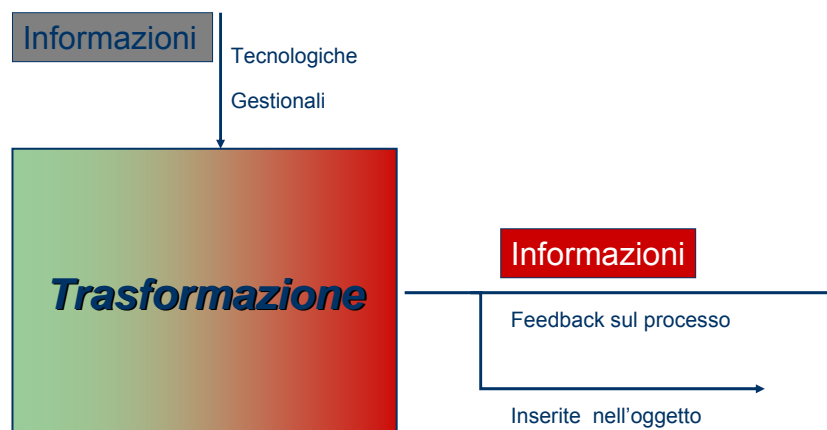 Informazioni
Tecnologiche
Gestionali
Trasformazione
Informazioni
Feedback sul processo
Inserite nell’oggetto